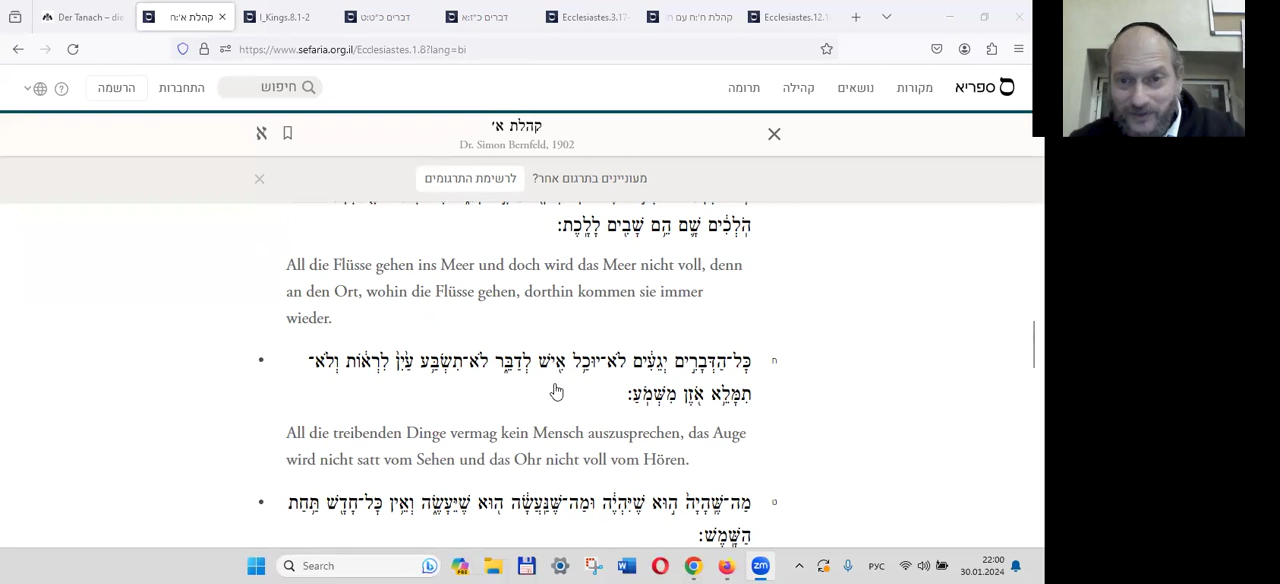 Der Tanach – die
קהלת א׳:ח
I_Kings.8.1-2
דברים כ״ט:ט
דברים כ״ז:א
Ecclesiastes.3.17-
קהלת ח׳:ח עם
Ecclesiastes.12.1
https://www.sefaria.org.il/Ecclesiastes.1.8?lang=bi
ספריא
מקורות
נושאים
קהילה
תרומה
חיפוש
התחברות
הרשמה
קהלת א׳
Dr. Simon Bernfeld, 1902
א
מעוניינים בתרגום אחר?
לרשימת התרגומים
הֹֽלְכִ֔ים שָׁ֛ם הֵ֥ם שָׁבִ֖ים לָלָֽכֶת׃
All die Flüsse gehen ins Meer und doch wird das Meer nicht voll, denn
an den Ort, wohin die Flüsse gehen, dorthin kommen sie immer
wieder.
ח
כׇּל־הַדְּבָרִ֣ים יְגֵעִ֔ים לֹא־יוּכַ֥ל אִ֖ישׁ לְדַבֵּ֑ר לֹא־תִשְׂבַּ֥ע עַ֙יִן֙ לִרְא֔וֹת וְלֹא־
תִמָּלֵ֥א אֹ֖זֶן מִשְּׁמֹֽעַ׃
All die treibenden Dinge vermag kein Mensch auszusprechen, das Auge
wird nicht satt vom Sehen und das Ohr nicht voll vom Hören.
ט
מַה־שֶּֽׁהָיָה֙ ה֣וּא שֶׁיִּהְיֶ֔ה וּמַה־שֶּׁנַּֽעֲשָׂ֔ה ה֖וּא שֶׁיֵּעָשֶׂ֑ה וְאֵ֥ין כׇּל־חָדָ֖שׁ תַּ֥חַת
הַשָּֽׁמֶשׁ׃
Search
РУС
22:00
30.01.2024